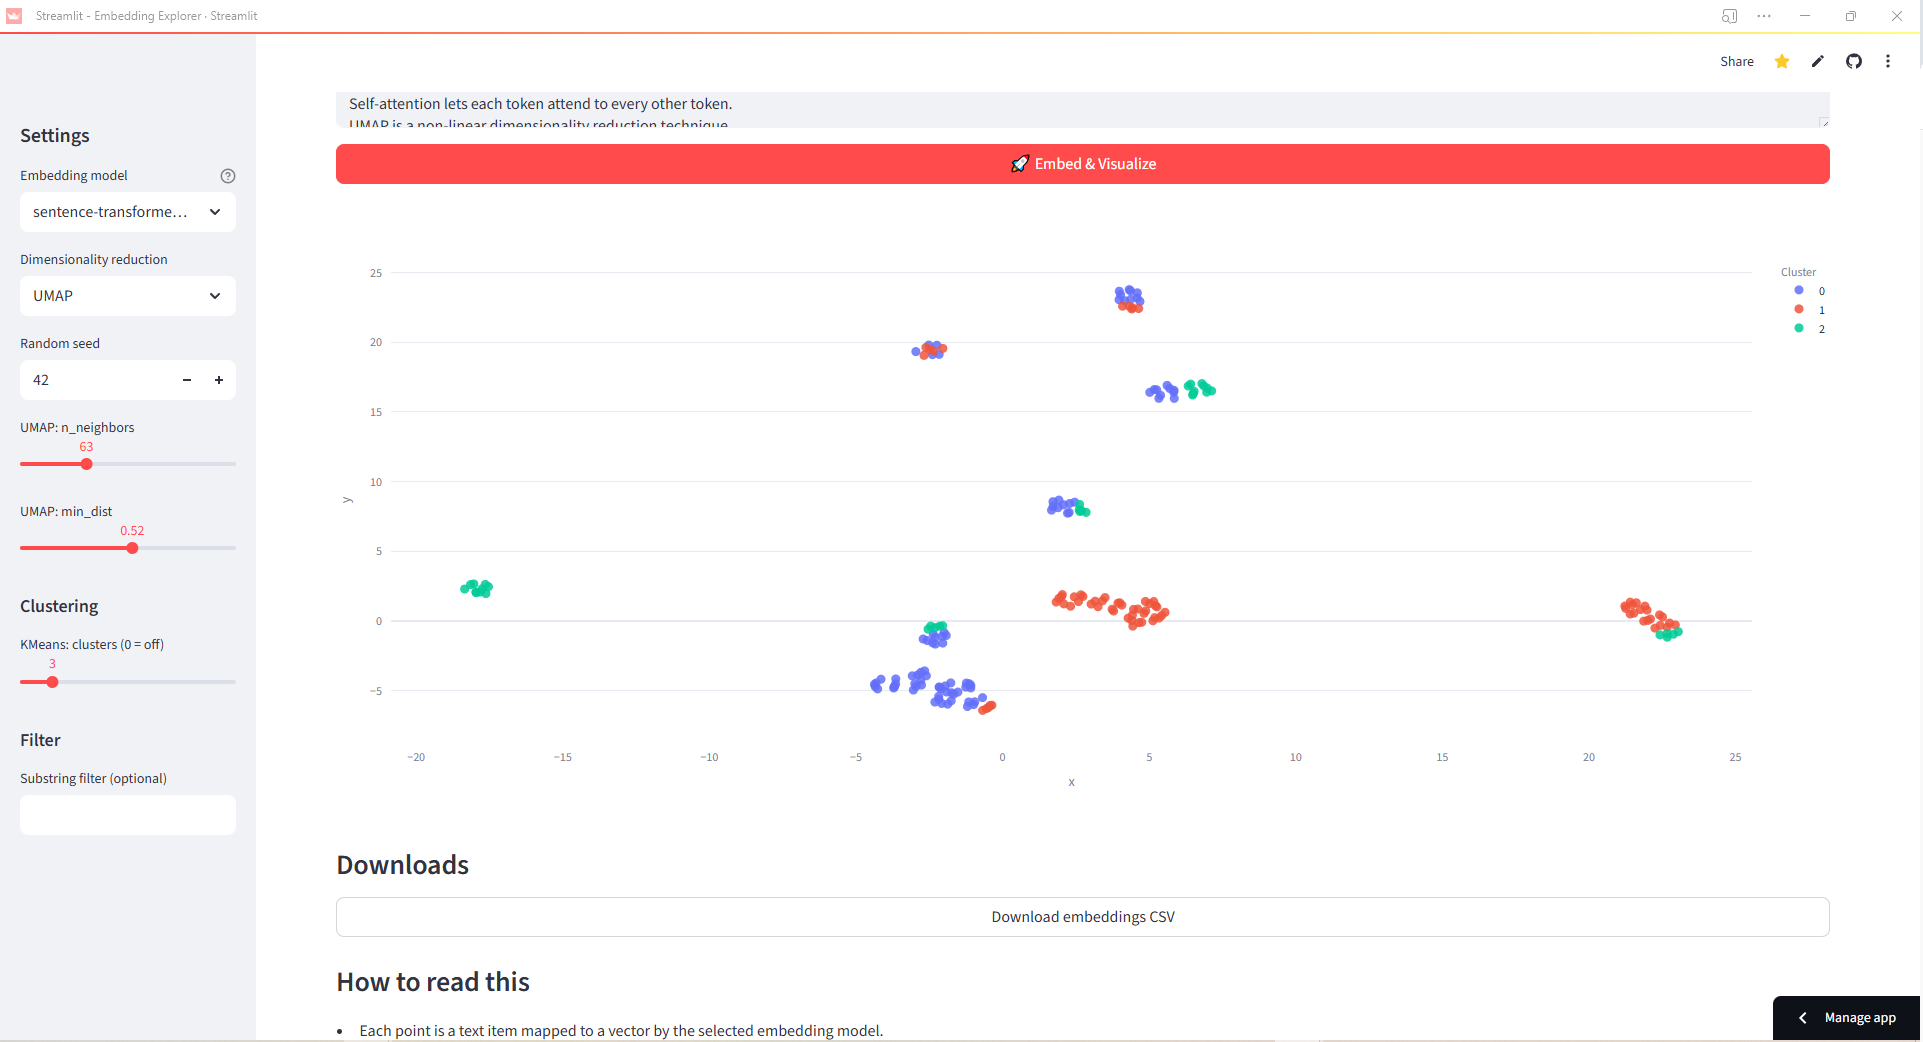 Streamlit - Embedding Explorer · Streamlit
Share
Settings
Embedding model
sentence-transforme...
Dimensionality reduction
UMAP
Random seed
42
UMAP: n_neighbors
63
UMAP: min_dist
0.52
Clustering
KMeans: clusters (0 = off)
3
Filter
Substring filter (optional)
Self-attention lets each token attend to every other token.
UMAP is a non-linear dimensionality reduction technique.
🚀 Embed & Visualize
Cluster
0
1
2
25
20
15
10
5
0
−5
y
−20 −15 −10 −5 0 5 10 15 20 25
x
Downloads
Download embeddings CSV
How to read this
• Each point is a text item mapped to a vector by the selected embedding model.
Manage app